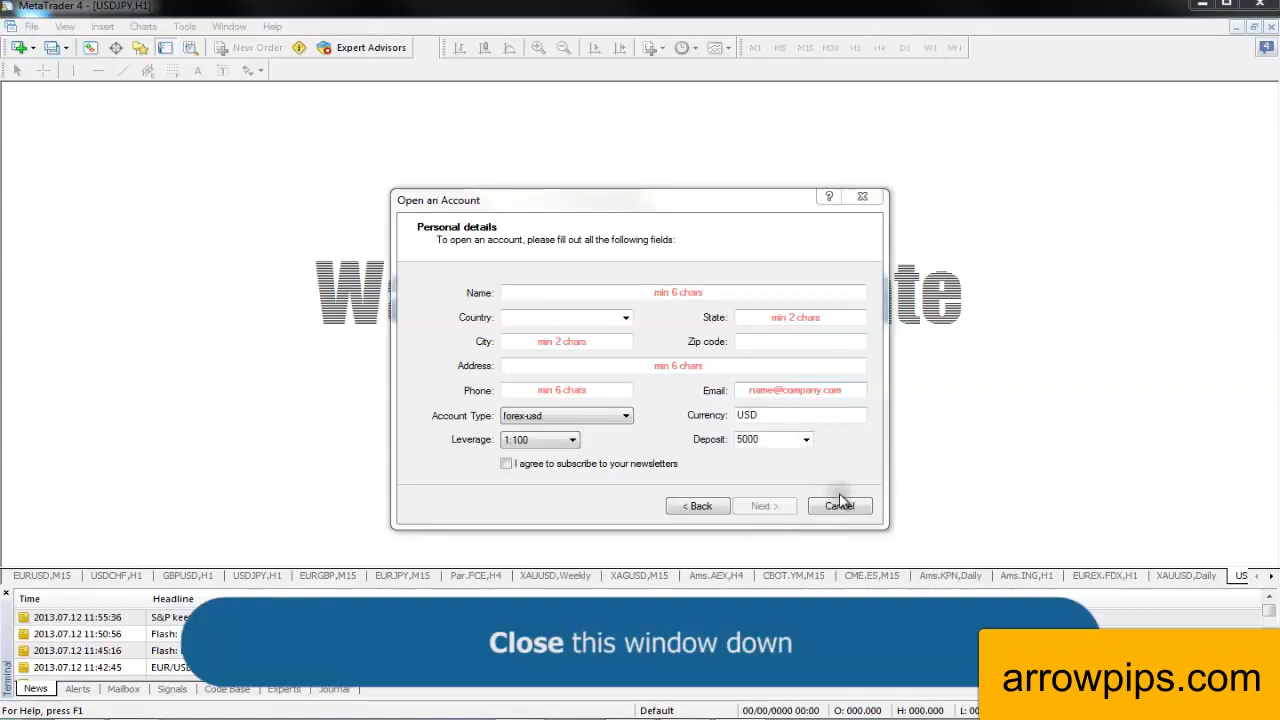 MetaTrader 4 - [USDJPY,H1]
File View Insert Charts Tools Window Help
New Order Expert Advisors M1 M5 M15 M30 H1 H4 D1 W1 MN 4
A T
Open an Account ?
Personal details
To open an account, please fill out all the following fields:
Name: min 6 chars
Country: State: min 2 chars
City: min 2 chars Zip code:
Address: min 6 chars
Phone: min 6 chars Email: name@company.com
Account Type: forex-usd Currency: USD
Leverage: 1:100 Deposit: 5000
I agree to subscribe to your newsletters
< Back Next > Cancel
EURUSD,M15 USDCHF,H1 GBPUSD,H1 USDJPY,H1 EURGBP,M15 EURJPY,M15 Par.FCE,H4 XAUUSD,Weekly XAGUSD,M15 Ams.AEX,H4 CBOT.YM,M15 CME.ES,M15 Ams.KPN,Daily Ams.ING,H1 EUREX.FDX,H1 XAUUSD,Daily US
Time Headline
2013.07.12 11:55:36 S&P kee
2013.07.12 11:50:56 Flash:
2013.07.12 11:45:16 Flash:
2013.07.12 11:42:45 EUR/USD
Close this window down
Terminal
News Alerts Mailbox Signals Code Base Experts Journal
arrowpips.com
For Help, press F1 Default 00/00/0000 00:00 O: 000.000 H: 000.000 L: 00